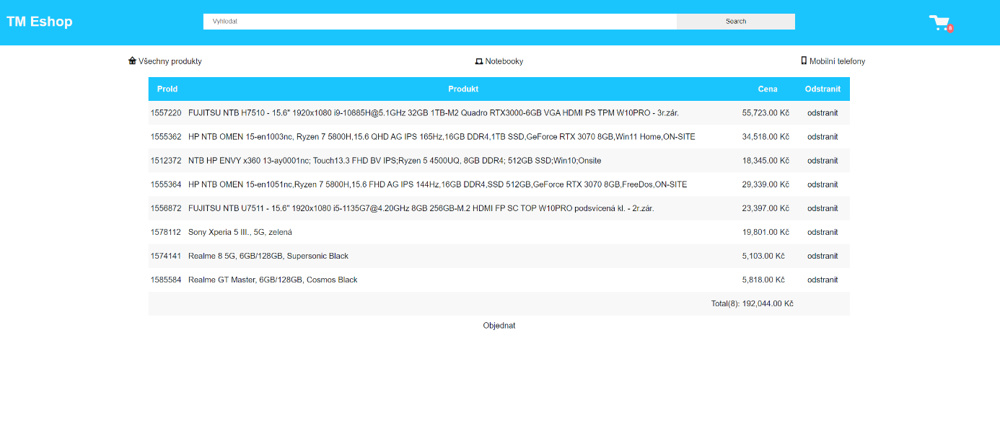 TM Eshop Vyhledat Search 8
Všechny produkty Notebooky Mobilní telefony
ProId Produkt Cena Odstranit
1557220 FUJITSU NTB H7510 - 15.6" 1920x1080 i9-10885H@5.1GHz 32GB 1TB-M2 Quadro RTX3000-6GB VGA HDMI PS TPM W10PRO - 3r.zár. 55,723.00 Kč odstranit
1555362 HP NTB OMEN 15-en1003nc, Ryzen 7 5800H,15.6 QHD AG IPS 165Hz,16GB DDR4,1TB SSD,GeForce RTX 3070 8GB,Win11 Home,ON-SITE 34,518.00 Kč odstranit
1512372 NTB HP ENVY x360 13-ay0001nc; Touch13.3 FHD BV IPS;Ryzen 5 4500UQ, 8GB DDR4; 512GB SSD;Win10;Onsite 18,345.00 Kč odstranit
1555364 HP NTB OMEN 15-en1051nc,Ryzen 7 5800H,15.6 FHD AG IPS 144Hz,16GB DDR4,SSD 512GB,GeForce RTX 3070 8GB,FreeDos,ON-SITE 29,339.00 Kč odstranit
1556872 FUJITSU NTB U7511 - 15.6" 1920x1080 i5-1135G7@4.20GHz 8GB 256GB-M.2 HDMI FP SC TOP W10PRO podsvícená kl. - 2r.zár. 23,397.00 Kč odstranit
1578112 Sony Xperia 5 III., 5G, zelená 19,801.00 Kč odstranit
1574141 Realme 8 5G, 6GB/128GB, Supersonic Black 5,103.00 Kč odstranit
1585584 Realme GT Master, 6GB/128GB, Cosmos Black 5,818.00 Kč odstranit
Total(8): 192,044.00 Kč
Objednat